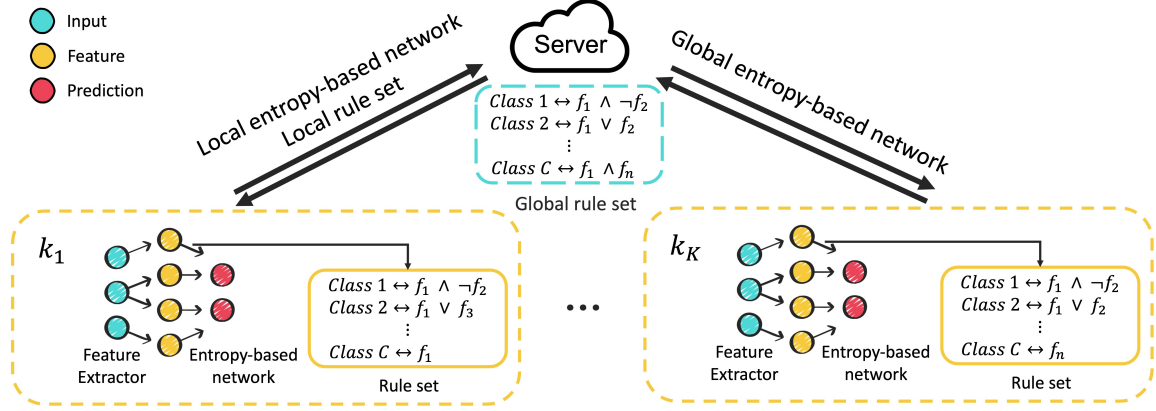 Input
Feature
Prediction
Local entropy-based network
Local rule set
Server
Global entropy-based network
Class 1 ↔ f₁ ∧ ¬f₂
Class 2 ↔ f₁ ∨ f₂
⋮
Class C ↔ f₁ ∧ fₙ
Global rule set
k₁
Class 1 ↔ f₁ ∧ ¬f₂
Class 2 ↔ f₁ ∨ f₃
⋮
Class C ↔ f₁
Feature
Extractor
Entropy-based
network
Rule set
...
k_K
Class 1 ↔ f₁ ∧ ¬f₂
Class 2 ↔ f₁ ∨ f₂
⋮
Class C ↔ fₙ
Feature
Extractor
Entropy-based
network
Rule set